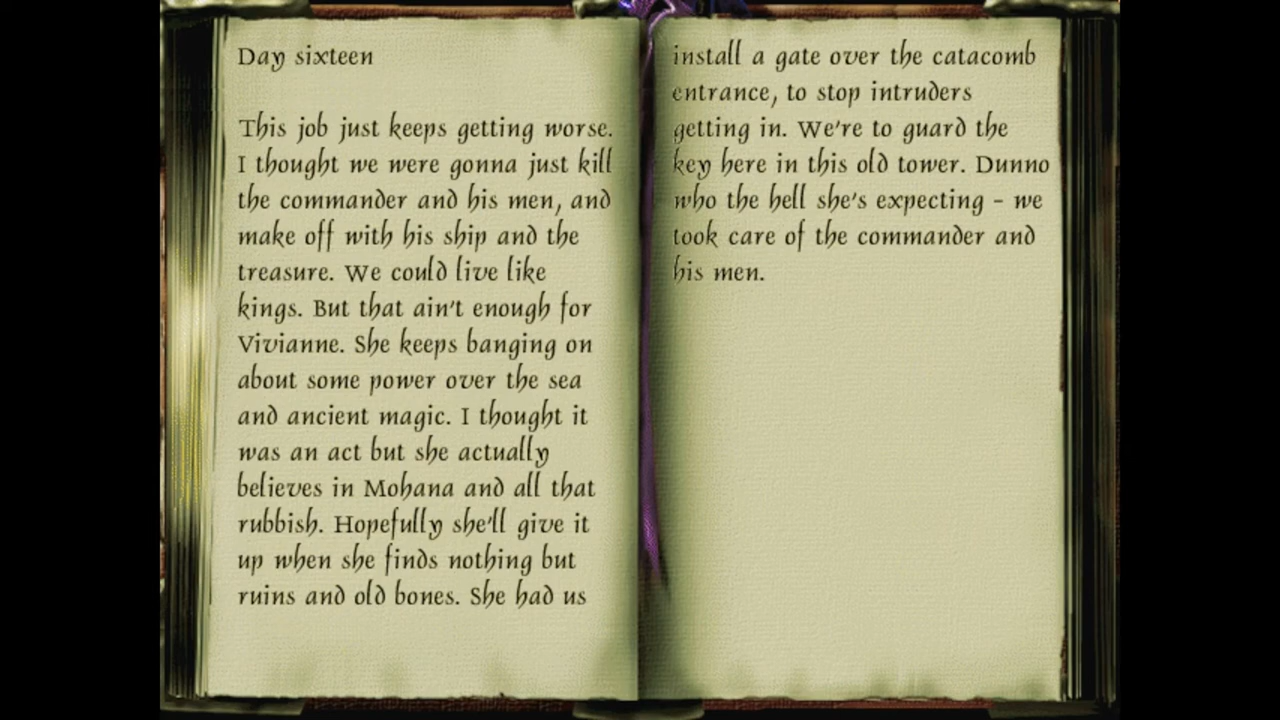 Day sixteen
This job just keeps getting worse.
I thought we were gonna just kill
the commander and his men, and
make off with his ship and the
treasure. We could live like
kings. But that ain't enough for
Vivianne. She keeps banging on
about some power over the sea
and ancient magic. I thought it
was an act but she actually
believes in Mohana and all that
rubbish. Hopefully she'll give it
up when she finds nothing but
ruins and old bones. She had us
install a gate over the catacomb
entrance, to stop intruders
getting in. We're to guard the
key here in this old tower. Dunno
who the hell she's expecting - we
took care of the commander and
his men.